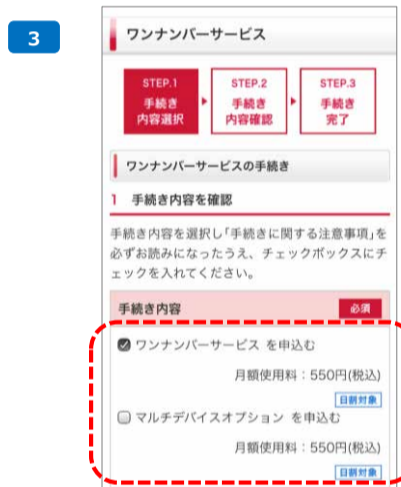 3
ワンナンバーサービス
STEP.1
手続き
内容選択
STEP.2
手続き
内容確認
STEP.3
手続き
完了
ワンナンバーサービスの手続き
1 手続き内容を確認
手続き内容を選択し「手続きに関する注意事項」を
必ずお読みになったうえ、チェックボックスにチ
ェックを入れてください。
手続き内容 必須
ワンナンバーサービス を申込む
月額使用料：550円(税込)
日割対象
マルチデバイスオプション を申込む
月額使用料：550円(税込)
日割対象